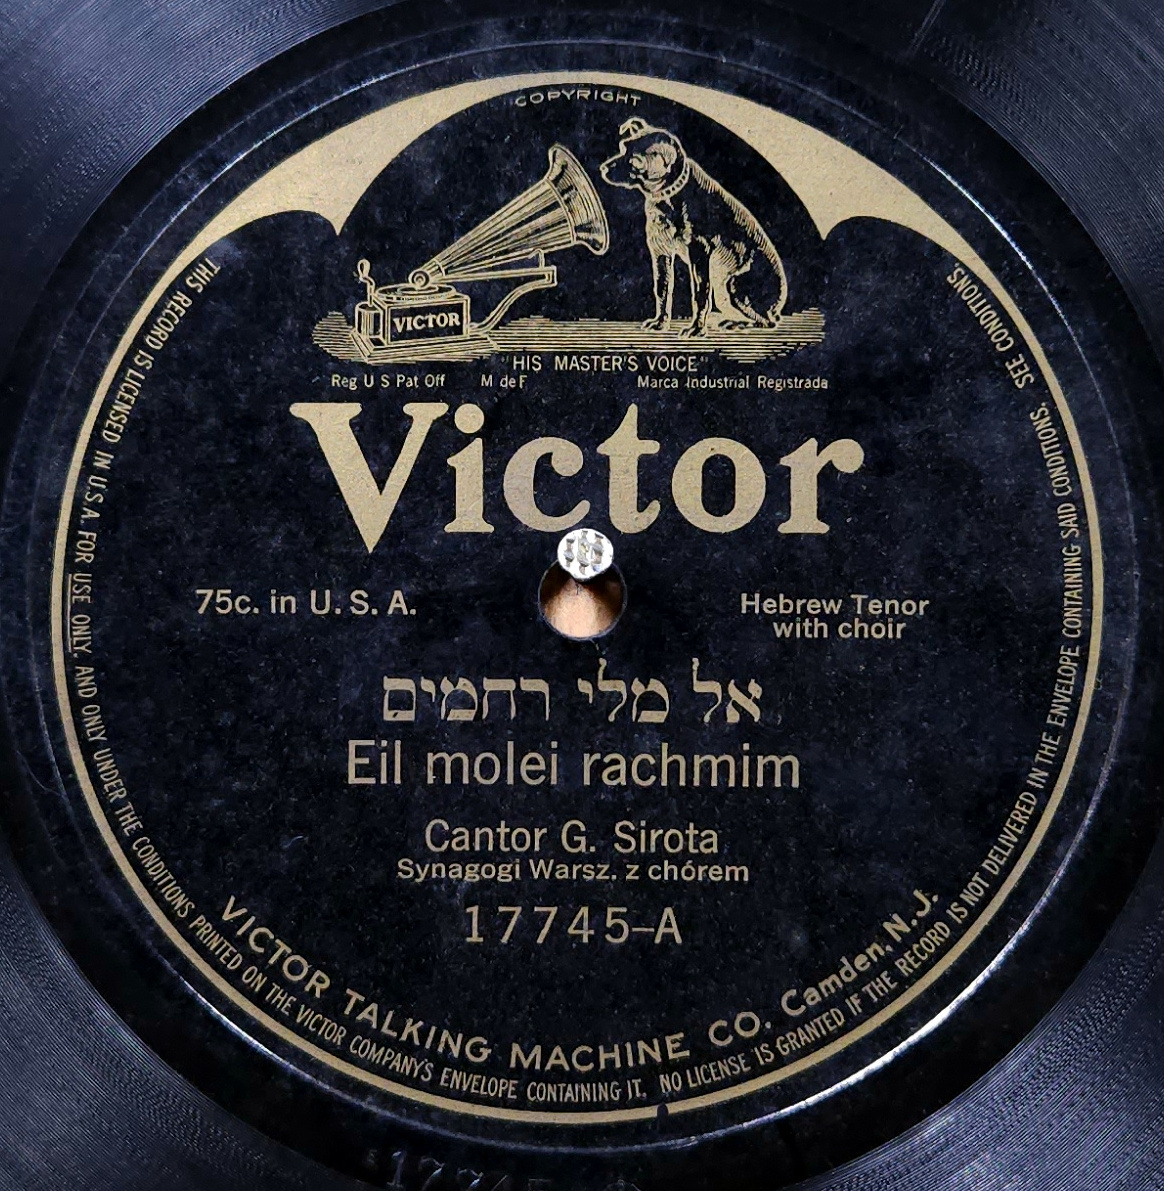 COPYRIGHT
VICTOR
"HIS MASTER'S VOICE"
Reg U S Pat Off M de F Marca Industrial Registrada
Victor
75c. in U. S. A.
Hebrew Tenor
with choir
אל מלי רחמים
Eil molei rachmim
Cantor G. Sirota
Synagogi Warsz. z chórem
17745-A
VICTOR TALKING MACHINE CO. Camden, N.J.
THIS RECORD IS LICENSED IN U.S.A. FOR USE ONLY, AND ONLY UNDER THE CONDITIONS PRINTED ON THE VICTOR COMPANY'S ENVELOPE CONTAINING IT. NO LICENSE IS GRANTED IF THE RECORD IS NOT DELIVERED IN THE ENVELOPE CONTAINING SAID CONDITIONS. SEE CONDITIONS.